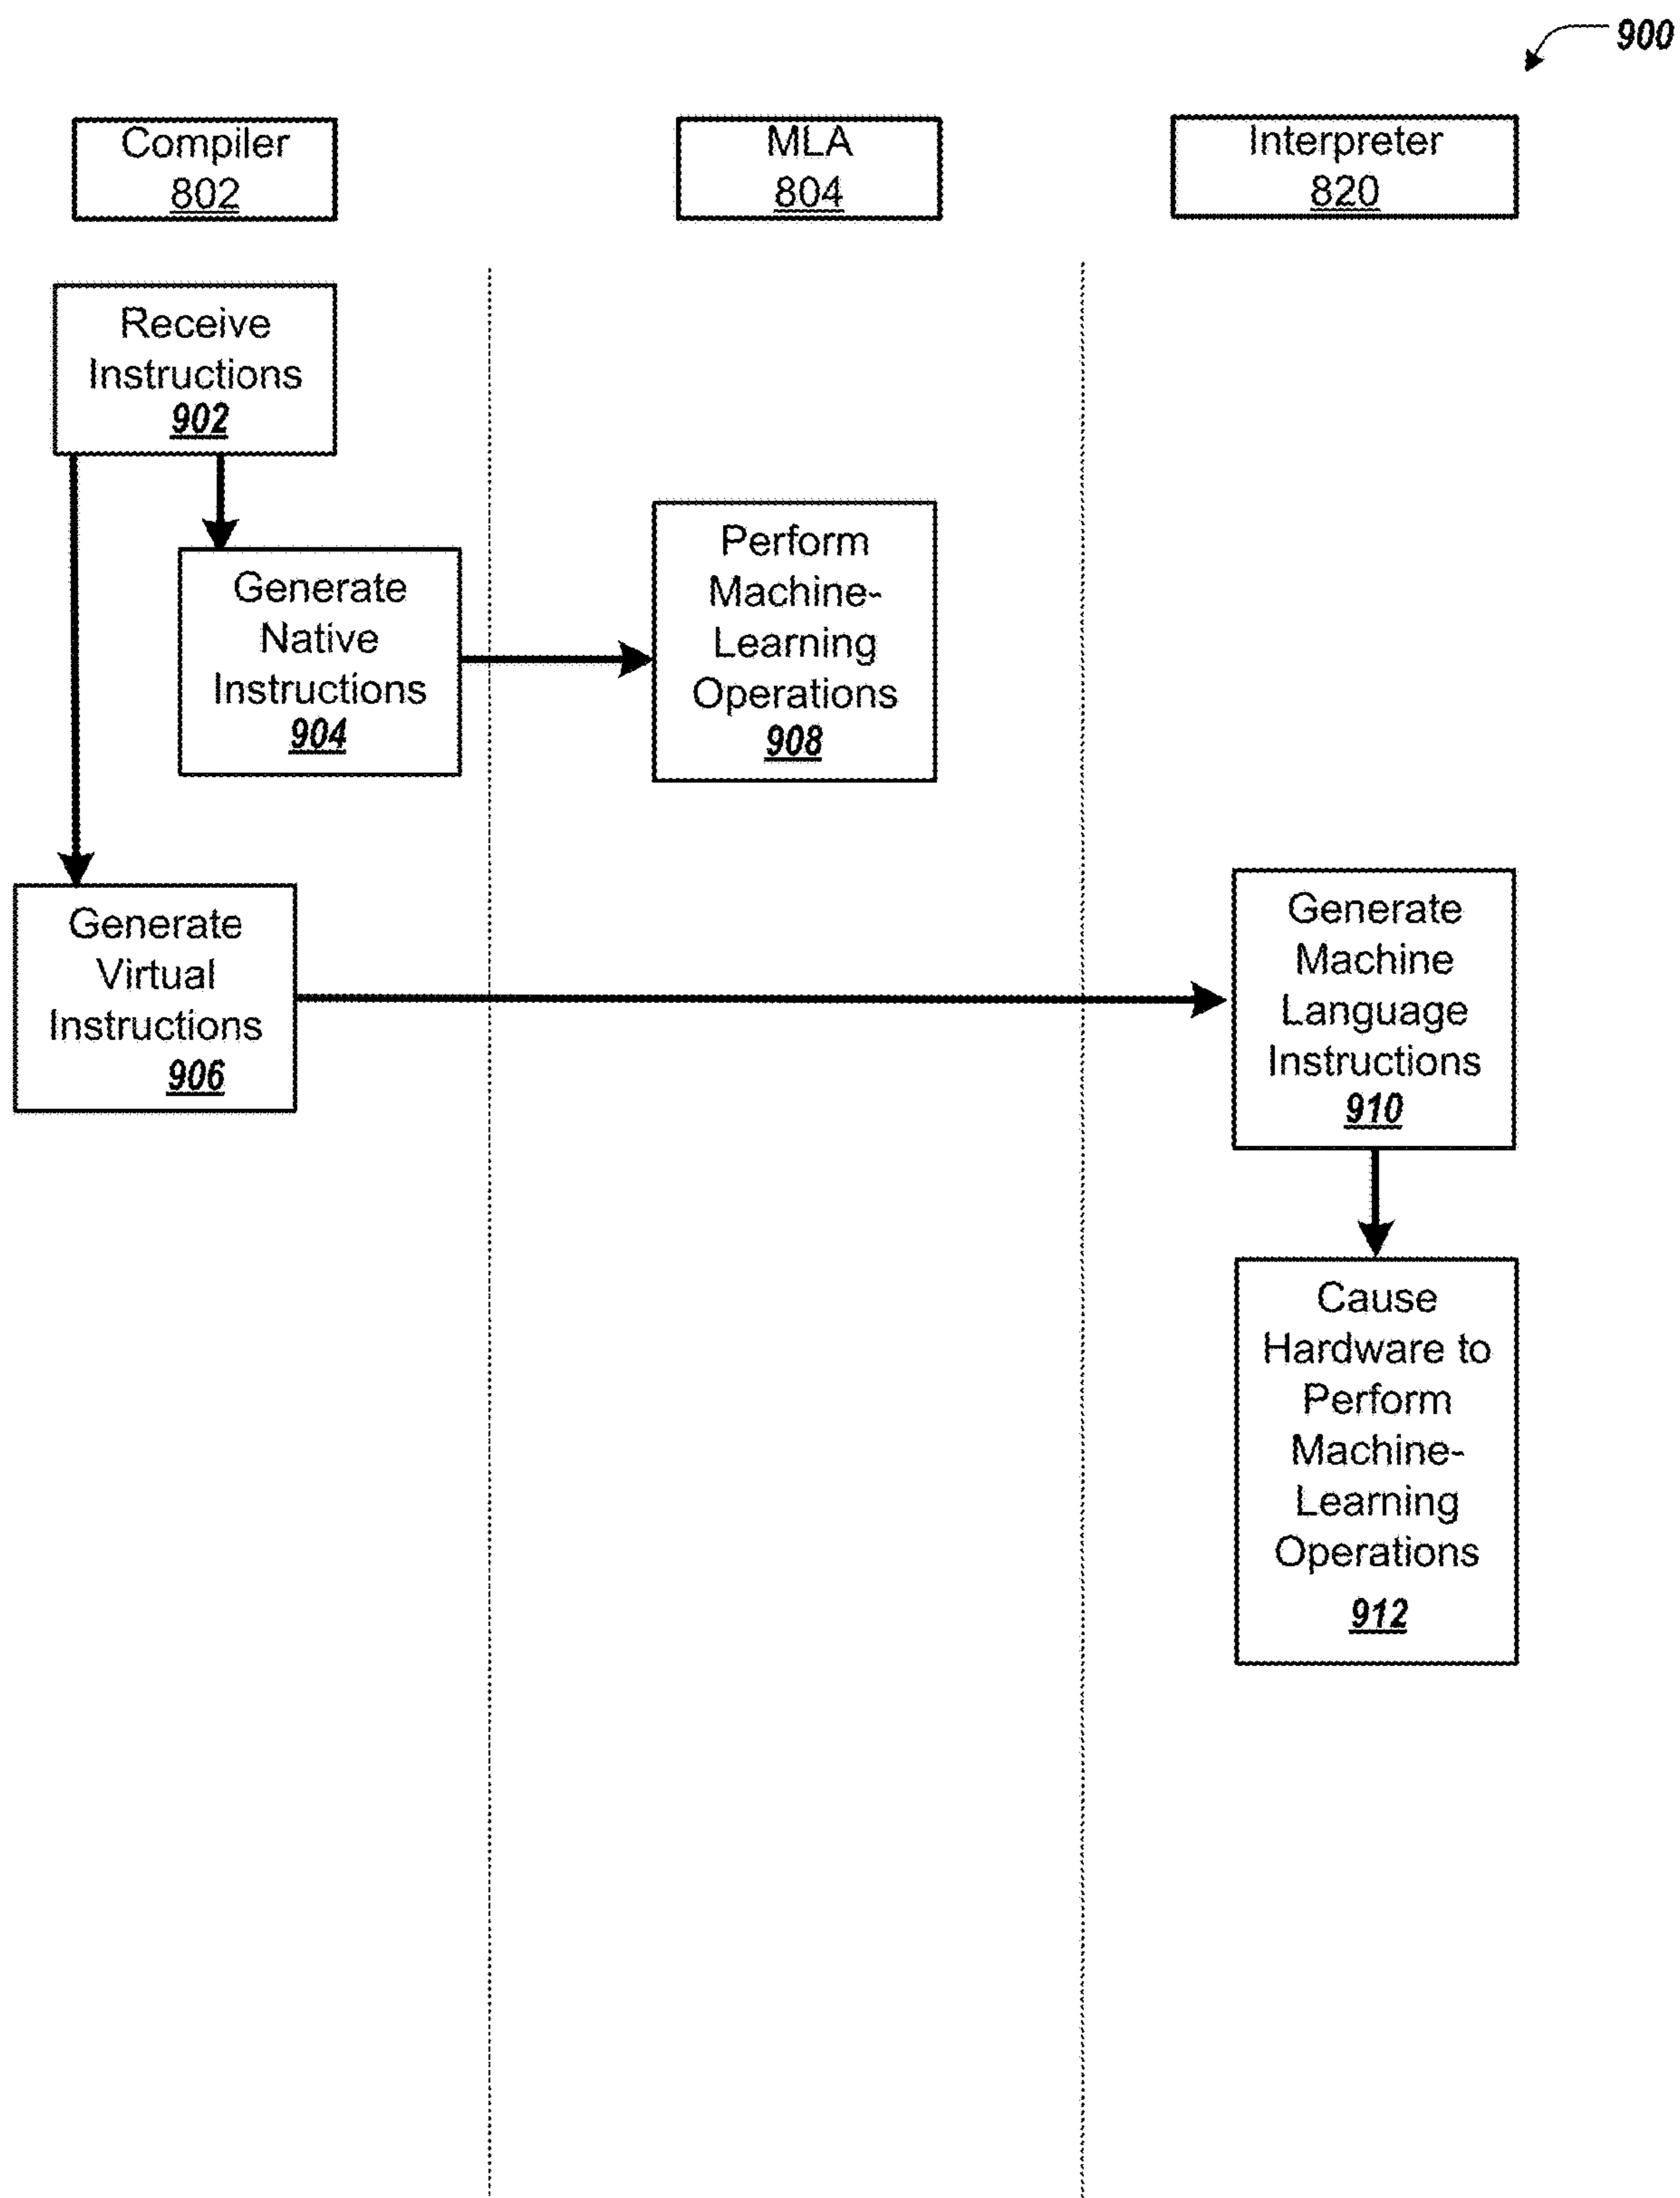 900
Compiler
802
MLA
804
Interpreter
820
Receive
Instructions
902
Generate
Native
Instructions
904
Perform
Machine-
Learning
Operations
908
Generate
Virtual
Instructions
906
Generate
Machine
Language
Instructions
910
Cause
Hardware to
Perform
Machine-
Learning
Operations
912